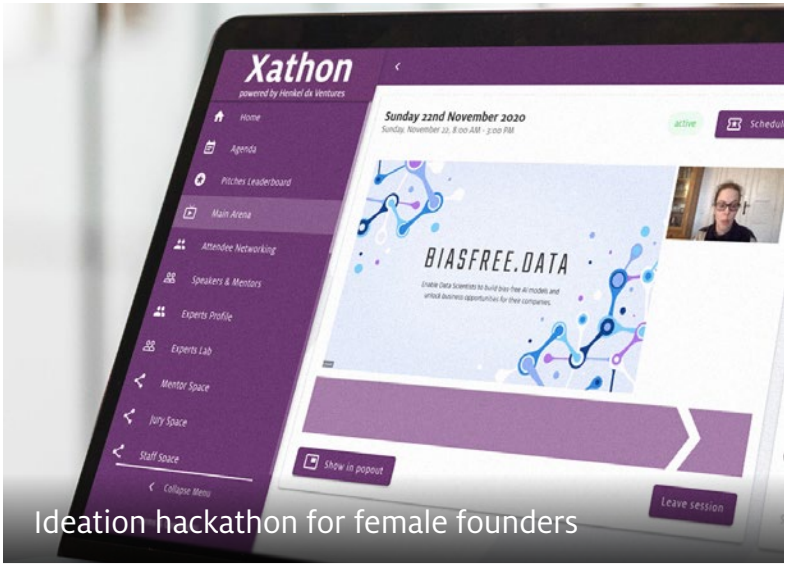 Xathon
powered by Henkel dx Ventures
Home
Agenda
Pitches Leaderboard
Main Arena
Attendee Networking
Speakers & Mentors
Experts Profile
Experts Lab
Mentor Space
Jury Space
Staff Space
Collapse Menu
Sunday 22nd November 2020
Sunday, November 22, 8:00 AM - 3:00 PM
active
Schedul
BIASFREE.DATA
Enable Data Scientists to build bias-free AI models and
unlock business opportunities for their companies.
Show in popout
Leave session
Ideation hackathon for female founders